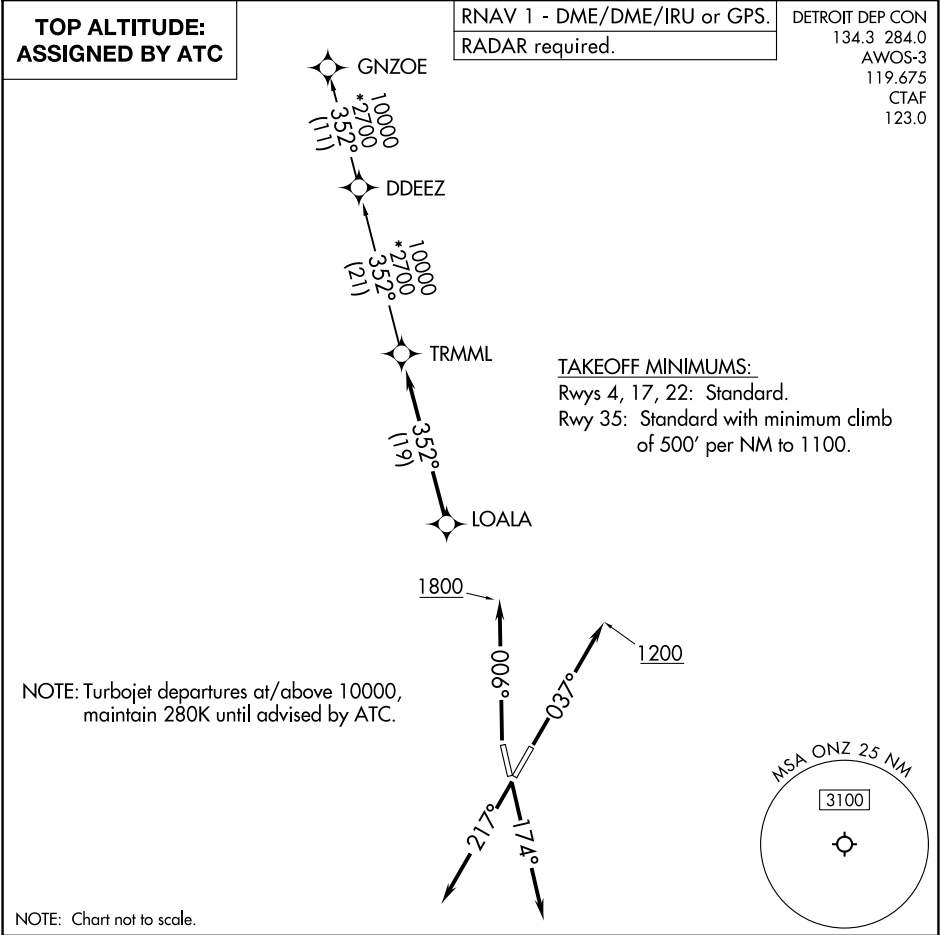 TOP ALTITUDE:
ASSIGNED BY ATC
RNAV 1 - DME/DME/IRU or GPS.
RADAR required.
DETROIT DEP CON
134.3 284.0
AWOS-3
119.675
CTAF
123.0
GNZOE
10000
*2700
352°
(11)
DDEEZ
10000
*2700
352°
(21)
TRMML
TAKEOFF MINIMUMS:
Rwys 4, 17, 22: Standard.
Rwy 35: Standard with minimum climb
of 500' per NM to 1100.
352°
(19)
LOALA
1800
006°
037°
1200
NOTE: Turbojet departures at/above 10000,
maintain 280K until advised by ATC.
217°
174°
MSA ONZ 25 NM
3100
NOTE: Chart not to scale.